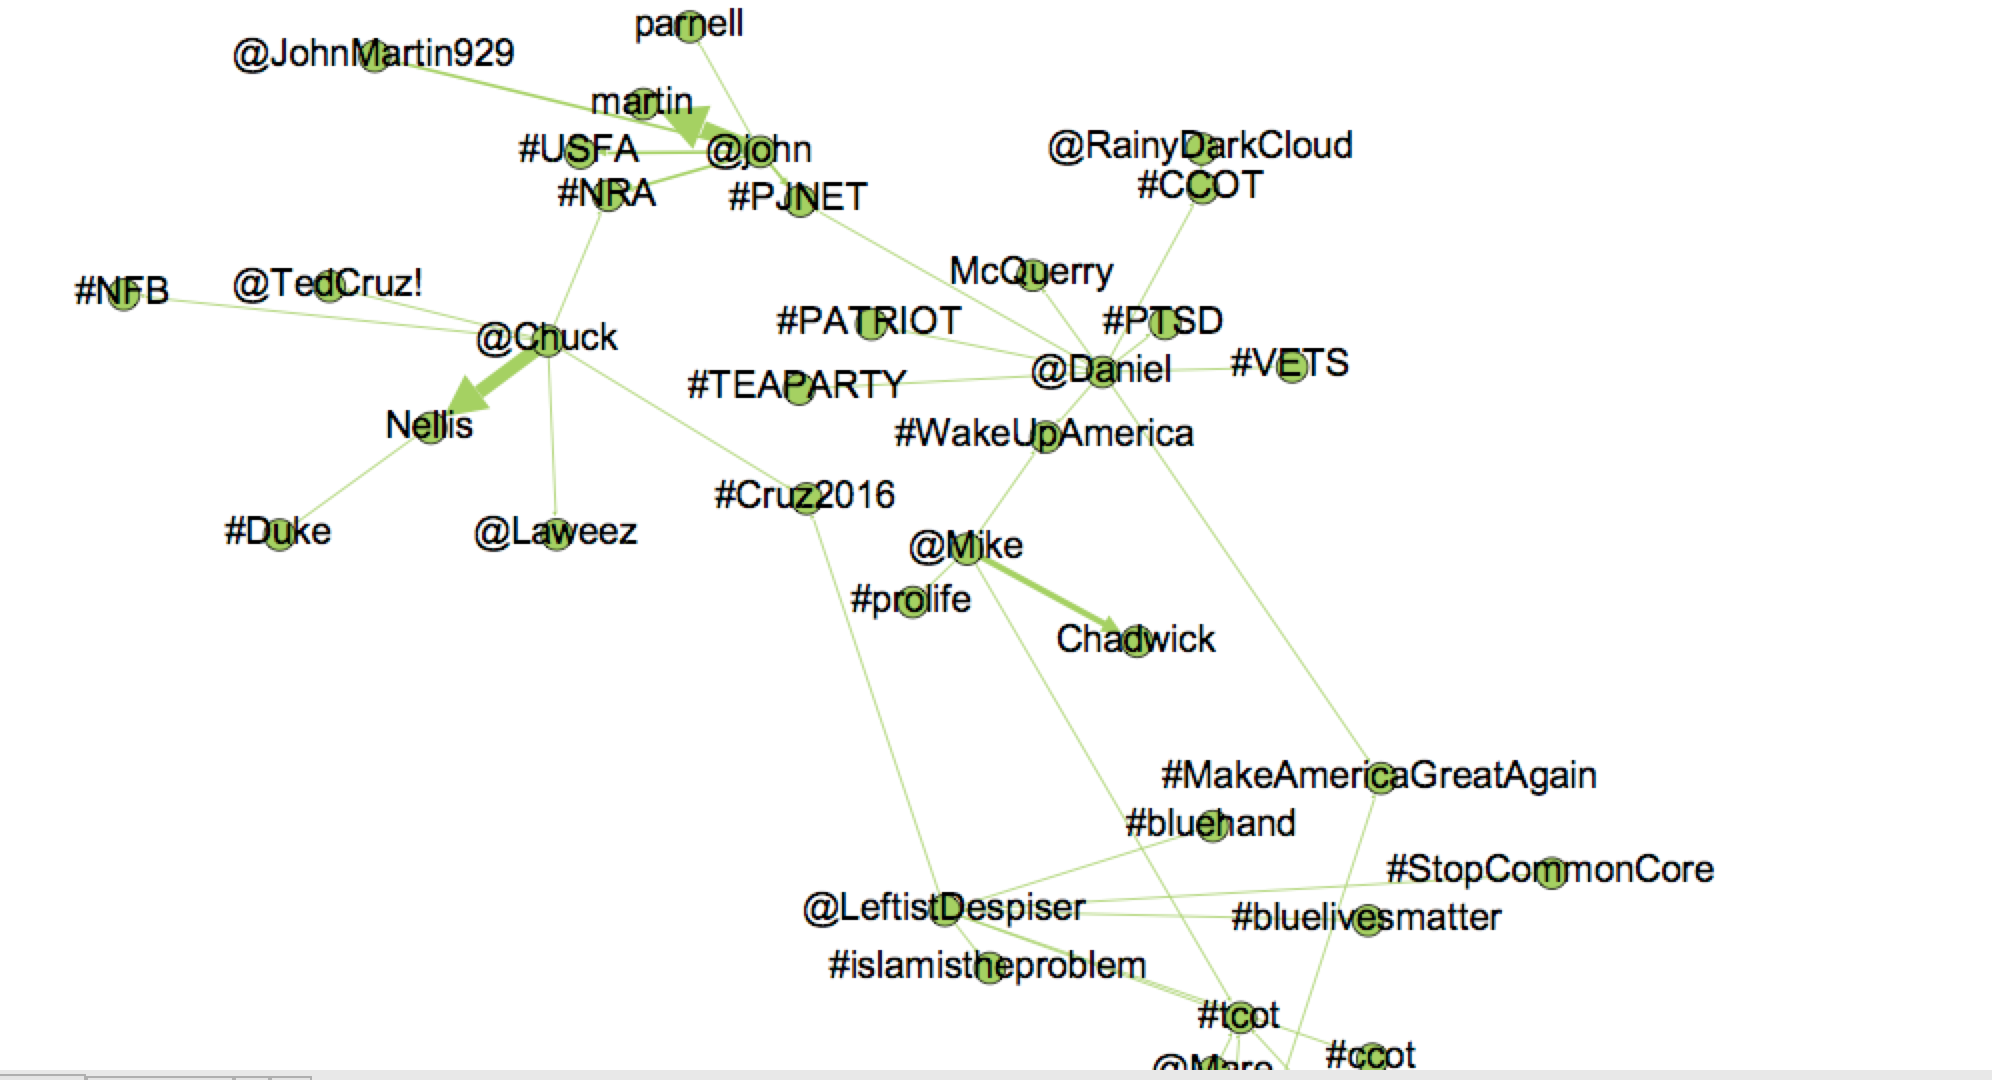 parnell
@JohnMartin929
martin
#USFA
@john
@RainyDarkCloud
#NRA
#PJNET
#CCOT
McQuerry
#NFB
@TedCruz!
#PATRIOT
#PTSD
@Chuck
@Daniel
#VETS
#TEAPARTY
Nellis
#WakeUpAmerica
#Cruz2016
#Duke
@Laweez
@Mike
#prolife
Chadwick
#MakeAmericaGreatAgain
#bluehand
#StopCommonCore
@LeftistDespiser
#bluelivesmatter
#islamistheproblem
#tcot
#ccot